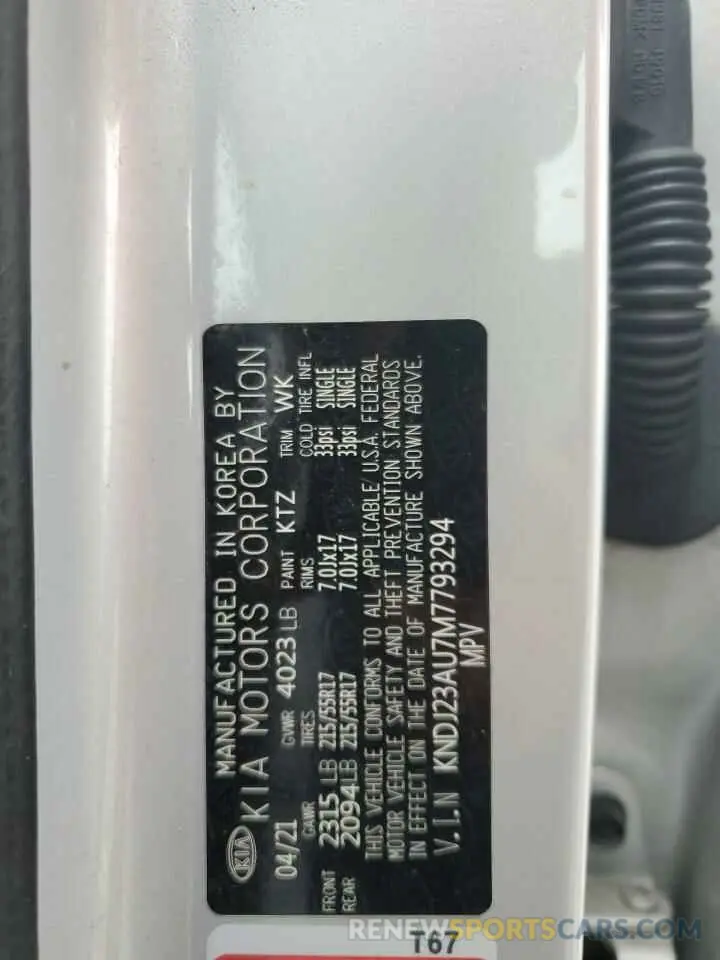 MANUFACTURED IN KOREA BY
KIA KIA MOTORS CORPORATION
04/21 GVWR 4023 LB PAINT KTZ TRIM WK
GAWR TIRES RIMS COLD TIRE INFL
FRONT 2315 LB 215/55R17 7.0Jx17 33psi SINGLE
REAR 2094 LB 215/55R17 7.0Jx17 33psi SINGLE
THIS VEHICLE CONFORMS TO ALL APPLICABLE U.S.A. FEDERAL
MOTOR VEHICLE SAFETY AND THEFT PREVENTION STANDARDS
IN EFFECT ON THE DATE OF MANUFACTURE SHOWN ABOVE.
V.I.N KNDJ23AU7M7793294
MPV
T67
RENEWSPORTSCARS.COM